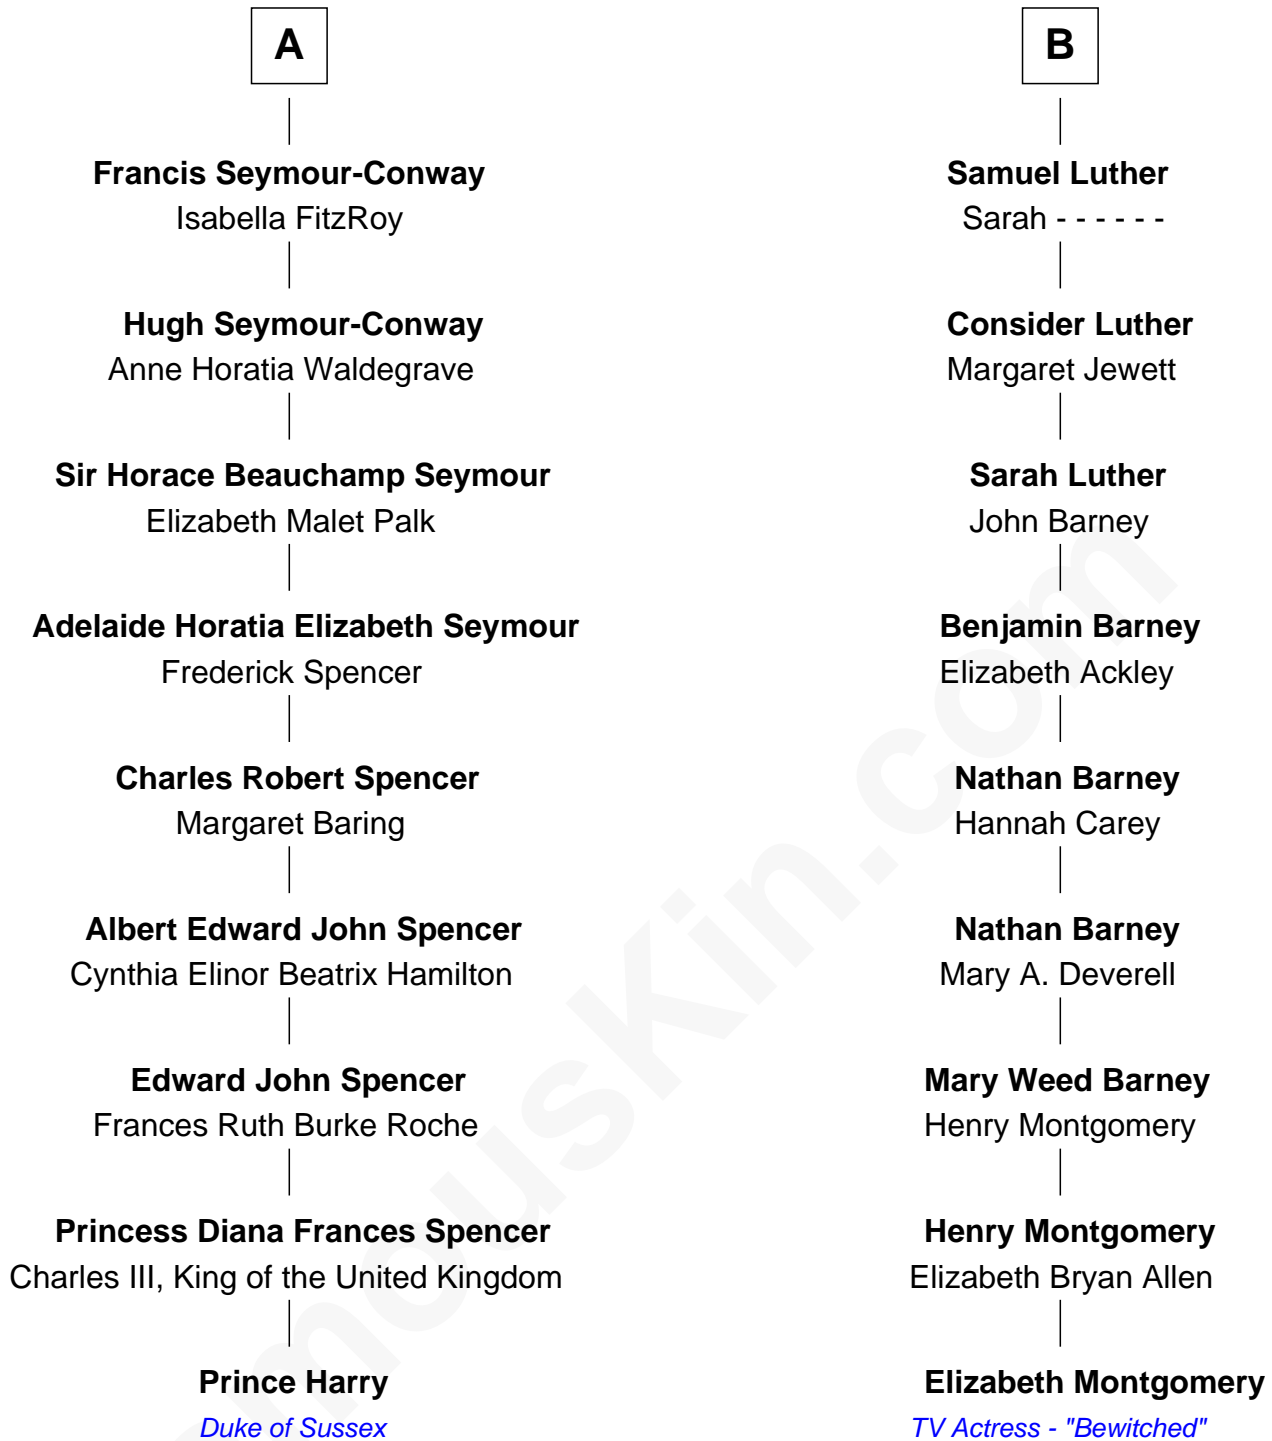 A
Francis Seymour-Conway
Isabella FitzRoy
Hugh Seymour-Conway
Anne Horatia Waldegrave
Sir Horace Beauchamp Seymour
Elizabeth Malet Palk
Adelaide Horatia Elizabeth Seymour
Frederick Spencer
Charles Robert Spencer
Margaret Baring
Albert Edward John Spencer
Cynthia Elinor Beatrix Hamilton
Edward John Spencer
Frances Ruth Burke Roche
Princess Diana Frances Spencer
Charles III, King of the United Kingdom
Prince Harry
Duke of Sussex
B
Samuel Luther
Sarah - - - - - -
Consider Luther
Margaret Jewett
Sarah Luther
John Barney
Benjamin Barney
Elizabeth Ackley
Nathan Barney
Hannah Carey
Nathan Barney
Mary A. Deverell
Mary Weed Barney
Henry Montgomery
Henry Montgomery
Elizabeth Bryan Allen
Elizabeth Montgomery
TV Actress - "Bewitched"
mouskin.com